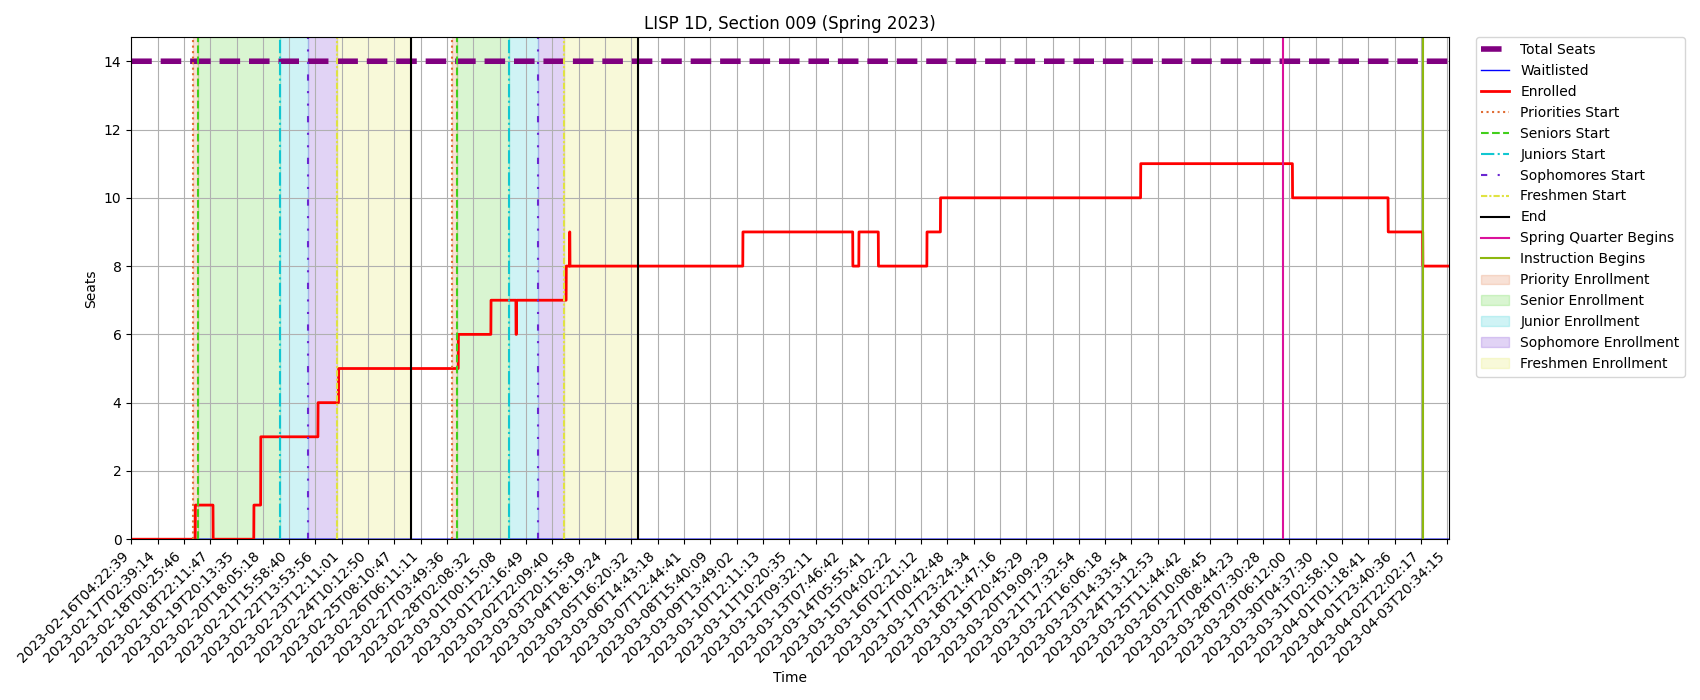 LISP 1D, Section 009 (Spring 2023)
Seats
14
12
10
8
6
4
2
0
2023-02-16T04:22:39
2023-02-17T02:39:14
2023-02-18T00:25:46
2023-02-18T22:11:47
2023-02-19T20:13:35
2023-02-20T18:05:18
2023-02-21T15:58:40
2023-02-22T13:53:56
2023-02-23T12:11:01
2023-02-24T10:12:50
2023-02-25T08:10:47
2023-02-26T06:11:11
2023-02-27T03:49:36
2023-02-28T02:08:32
2023-03-01T00:15:08
2023-03-01T22:16:49
2023-03-02T22:09:40
2023-03-03T20:15:58
2023-03-04T18:19:24
2023-03-05T16:20:32
2023-03-06T14:43:18
2023-03-07T12:44:41
2023-03-08T15:40:09
2023-03-09T13:49:02
2023-03-10T12:11:13
2023-03-11T10:20:35
2023-03-12T09:32:11
2023-03-13T07:46:42
2023-03-14T05:55:41
2023-03-15T04:02:22
2023-03-16T02:21:12
2023-03-17T00:42:48
2023-03-17T23:24:34
2023-03-18T21:47:16
2023-03-19T20:45:29
2023-03-20T19:09:29
2023-03-21T17:32:54
2023-03-22T16:06:18
2023-03-23T14:33:54
2023-03-24T13:12:53
2023-03-25T11:44:42
2023-03-26T10:08:45
2023-03-27T08:44:23
2023-03-28T07:30:28
2023-03-29T06:12:00
2023-03-30T04:37:30
2023-03-31T02:58:10
2023-04-01T01:18:41
2023-04-01T23:40:36
2023-04-02T22:02:17
2023-04-03T20:34:15
Time
Total Seats
Waitlisted
Enrolled
Priorities Start
Seniors Start
Juniors Start
Sophomores Start
Freshmen Start
End
Spring Quarter Begins
Instruction Begins
Priority Enrollment
Senior Enrollment
Junior Enrollment
Sophomore Enrollment
Freshmen Enrollment